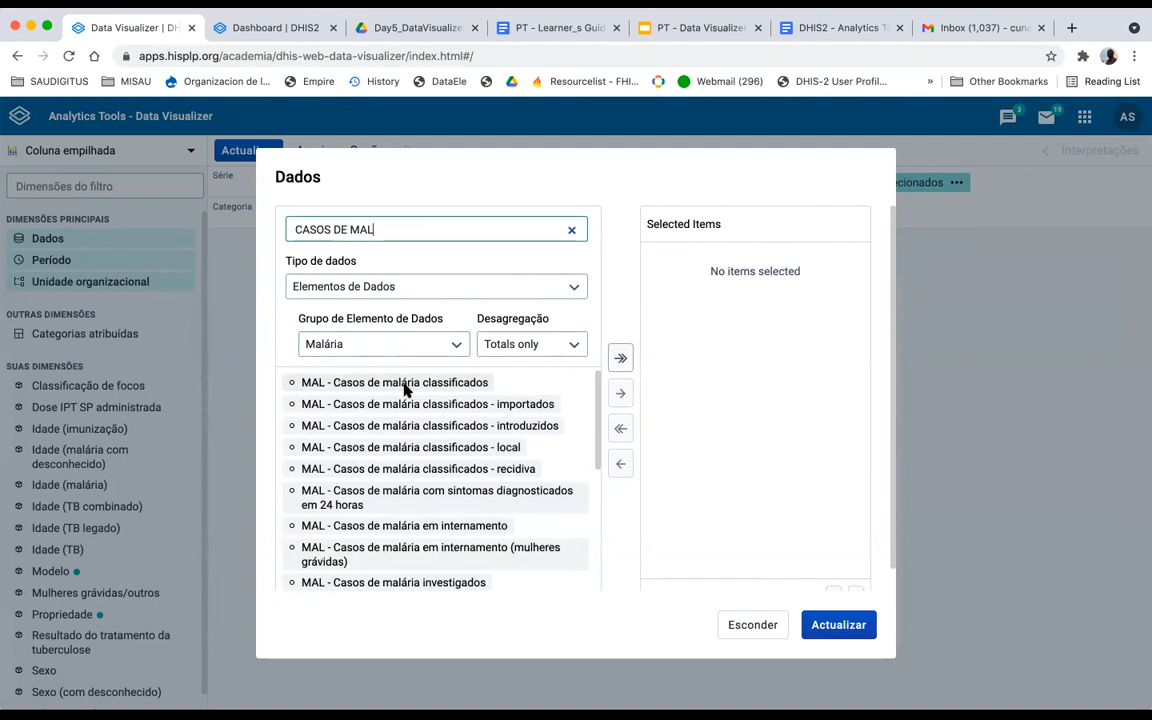 Data Visualizer | DH
Dashboard | DHIS2
Day5_DataVisualize
PT - Learner_s Guid
PT - Data Visualize
DHIS2 - Analytics T
Inbox (1,037) - cuna
apps.hisplp.org/academia/dhis-web-data-visualizer/index.html#/
SAUDIGITUS
MISAU
Organizacion de I...
Empire
History
DataEle
Resourcelist - FHI...
Webmail (296)
DHIS-2 User Profil...
»
Other Bookmarks
Reading List
Analytics Tools - Data Visualizer
3
19
AS
Coluna empilhada
Actual
Interpretações
Série
ecionados
Categoria
Dimensões do filtro
DIMENSÕES PRINCIPAIS
Dados
Período
Unidade organizacional
OUTRAS DIMENSÕES
Categorias atribuídas
SUAS DIMENSÕES
Classificação de focos
Dose IPT SP administrada
Idade (imunização)
Idade (malária com
desconhecido)
Idade (malária)
Idade (TB combinado)
Idade (TB legado)
Idade (TB)
Modelo
Mulheres grávidas/outros
Propriedade
Resultado do tratamento da
tuberculose
Sexo
Sexo (com desconhecido)
Dados
CASOS DE MAL
Tipo de dados
Elementos de Dados
Grupo de Elemento de Dados
Desagregação
Malária
Totals only
MAL - Casos de malária classificados
MAL - Casos de malária classificados - importados
MAL - Casos de malária classificados - introduzidos
MAL - Casos de malária classificados - local
MAL - Casos de malária classificados - recidiva
MAL - Casos de malária com sintomas diagnosticados
em 24 horas
MAL - Casos de malária em internamento
MAL - Casos de malária em internamento (mulheres
grávidas)
MAL - Casos de malária investigados
Selected Items
No items selected
Esconder
Actualizar